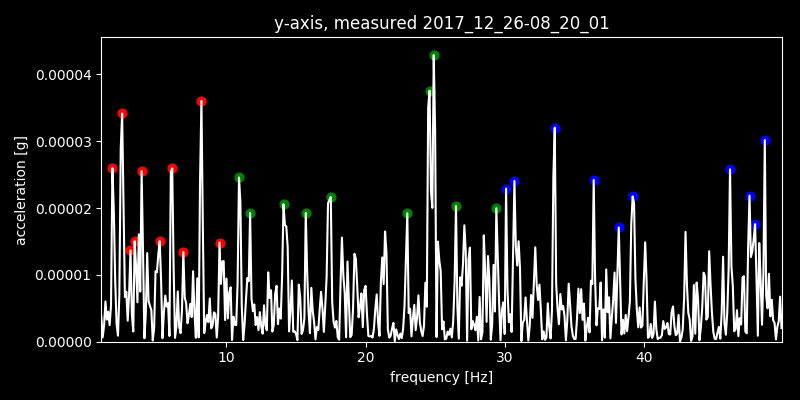 y-axis, measured 2017_12_26-08_20_01
0.00004
0.00003
0.00002
0.00001
0.00000
acceleration [g]
10 20 30 40
frequency [Hz]